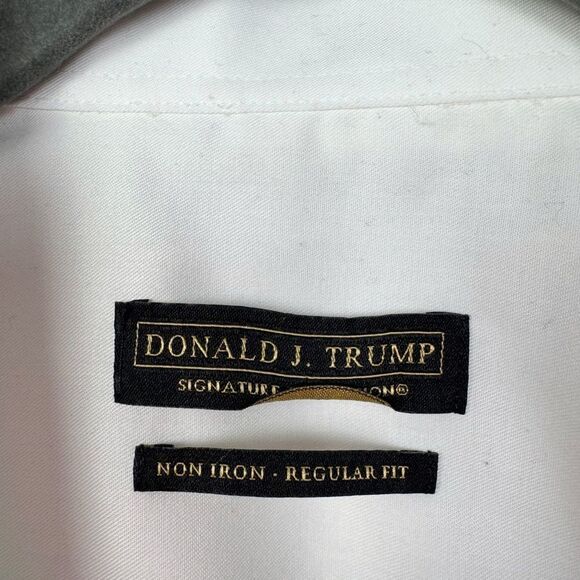 DONALD J. TRUMP
SIGNATURE
NON IRON · REGULAR FIT